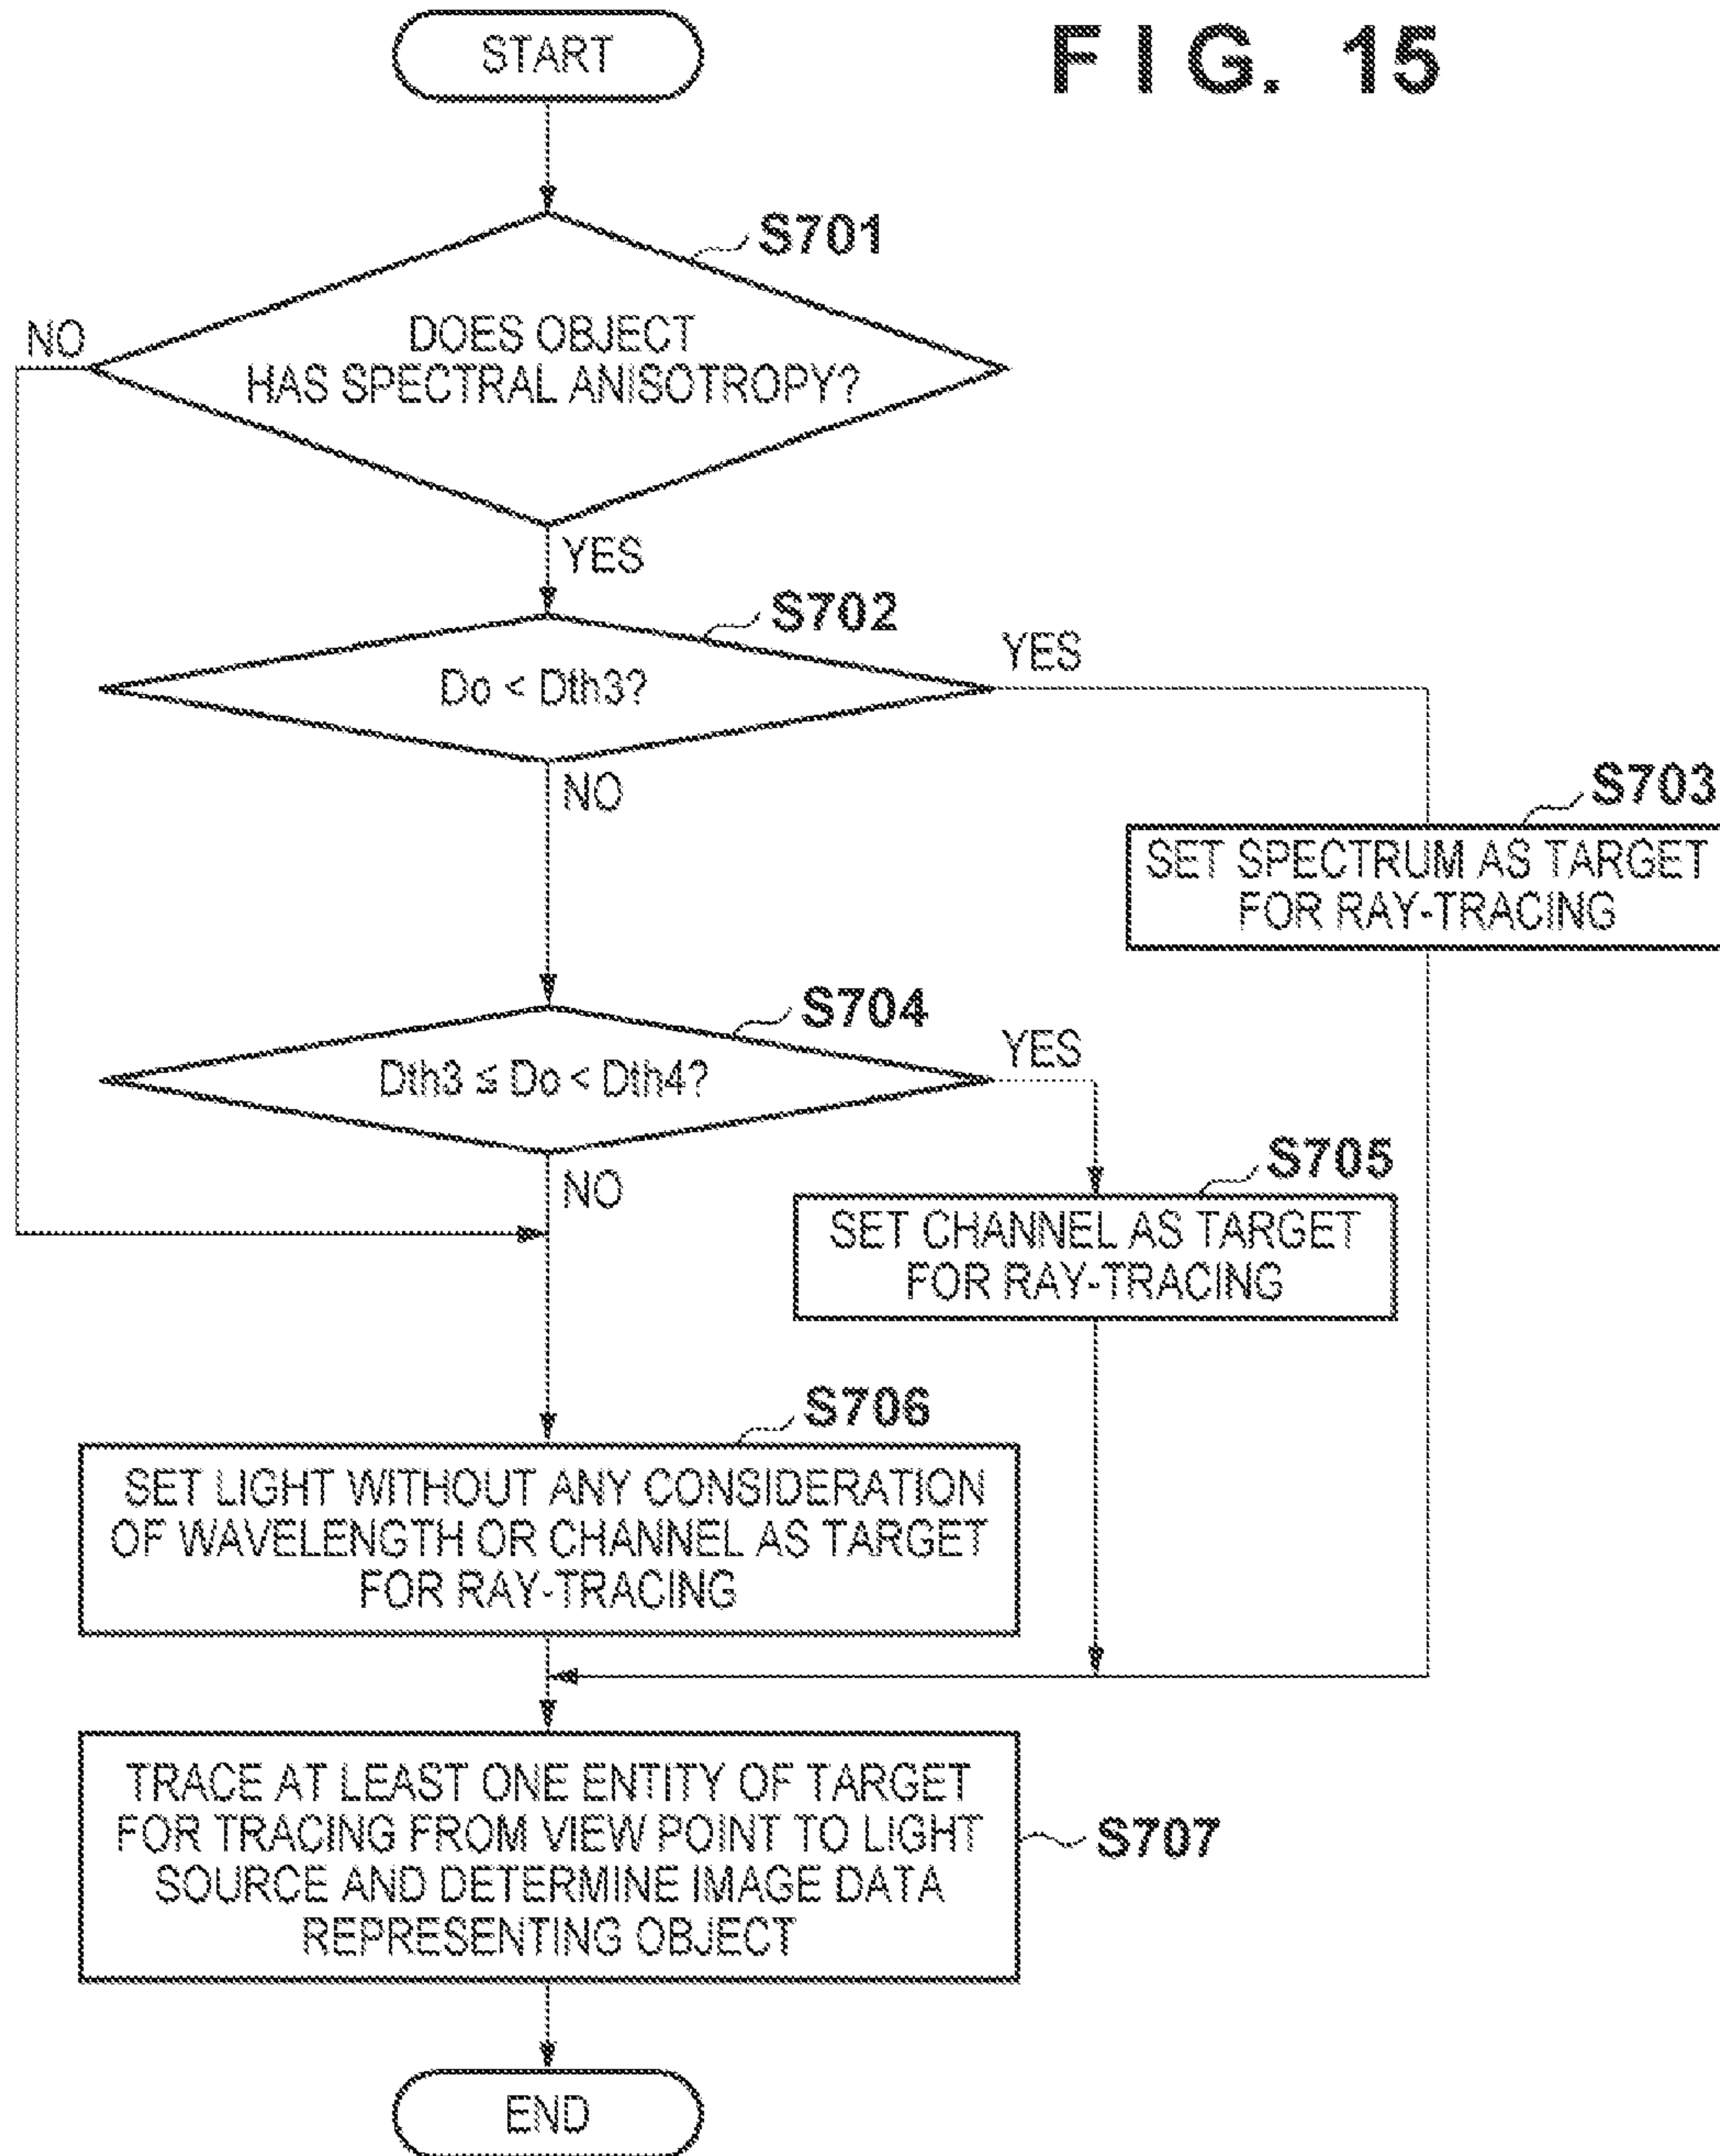 FIG. 15
START
S701
DOES OBJECT
HAS SPECTRAL ANISOTROPY?
NO
YES
S702
Do < Dth3?
YES
NO
S703
SET SPECTRUM AS TARGET
FOR RAY-TRACING
S704
Dth3 ≦ Do < Dth4?
YES
NO
S705
SET CHANNEL AS TARGET
FOR RAY-TRACING
S706
SET LIGHT WITHOUT ANY CONSIDERATION
OF WAVELENGTH OR CHANNEL AS TARGET
FOR RAY-TRACING
TRACE AT LEAST ONE ENTITY OF TARGET
FOR TRACING FROM VIEW POINT TO LIGHT
SOURCE AND DETERMINE IMAGE DATA
REPRESENTING OBJECT
S707
END